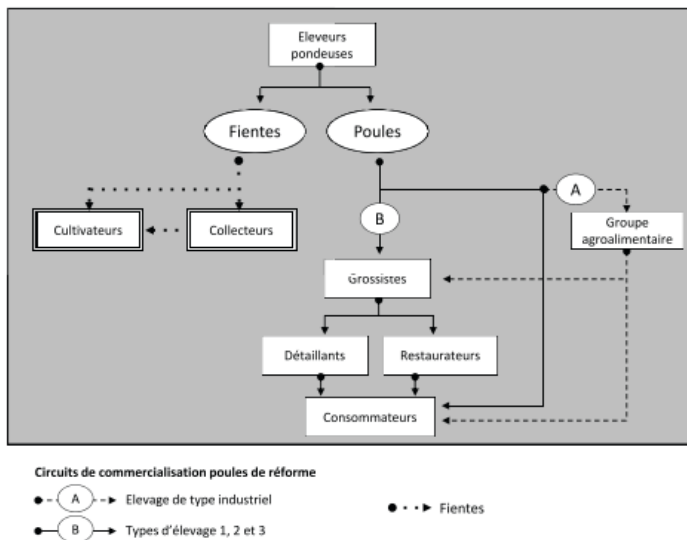 Eleveurs
pondeuses
Fientes
Poules
A
B
Cultivateurs
Collecteurs
Groupe
agroalimentaire
Grossistes
Détaillants
Restaurateurs
Consommateurs
Circuits de commercialisation poules de réforme
A Elevage de type industriel
Fientes
B Types d'élevage 1, 2 et 3